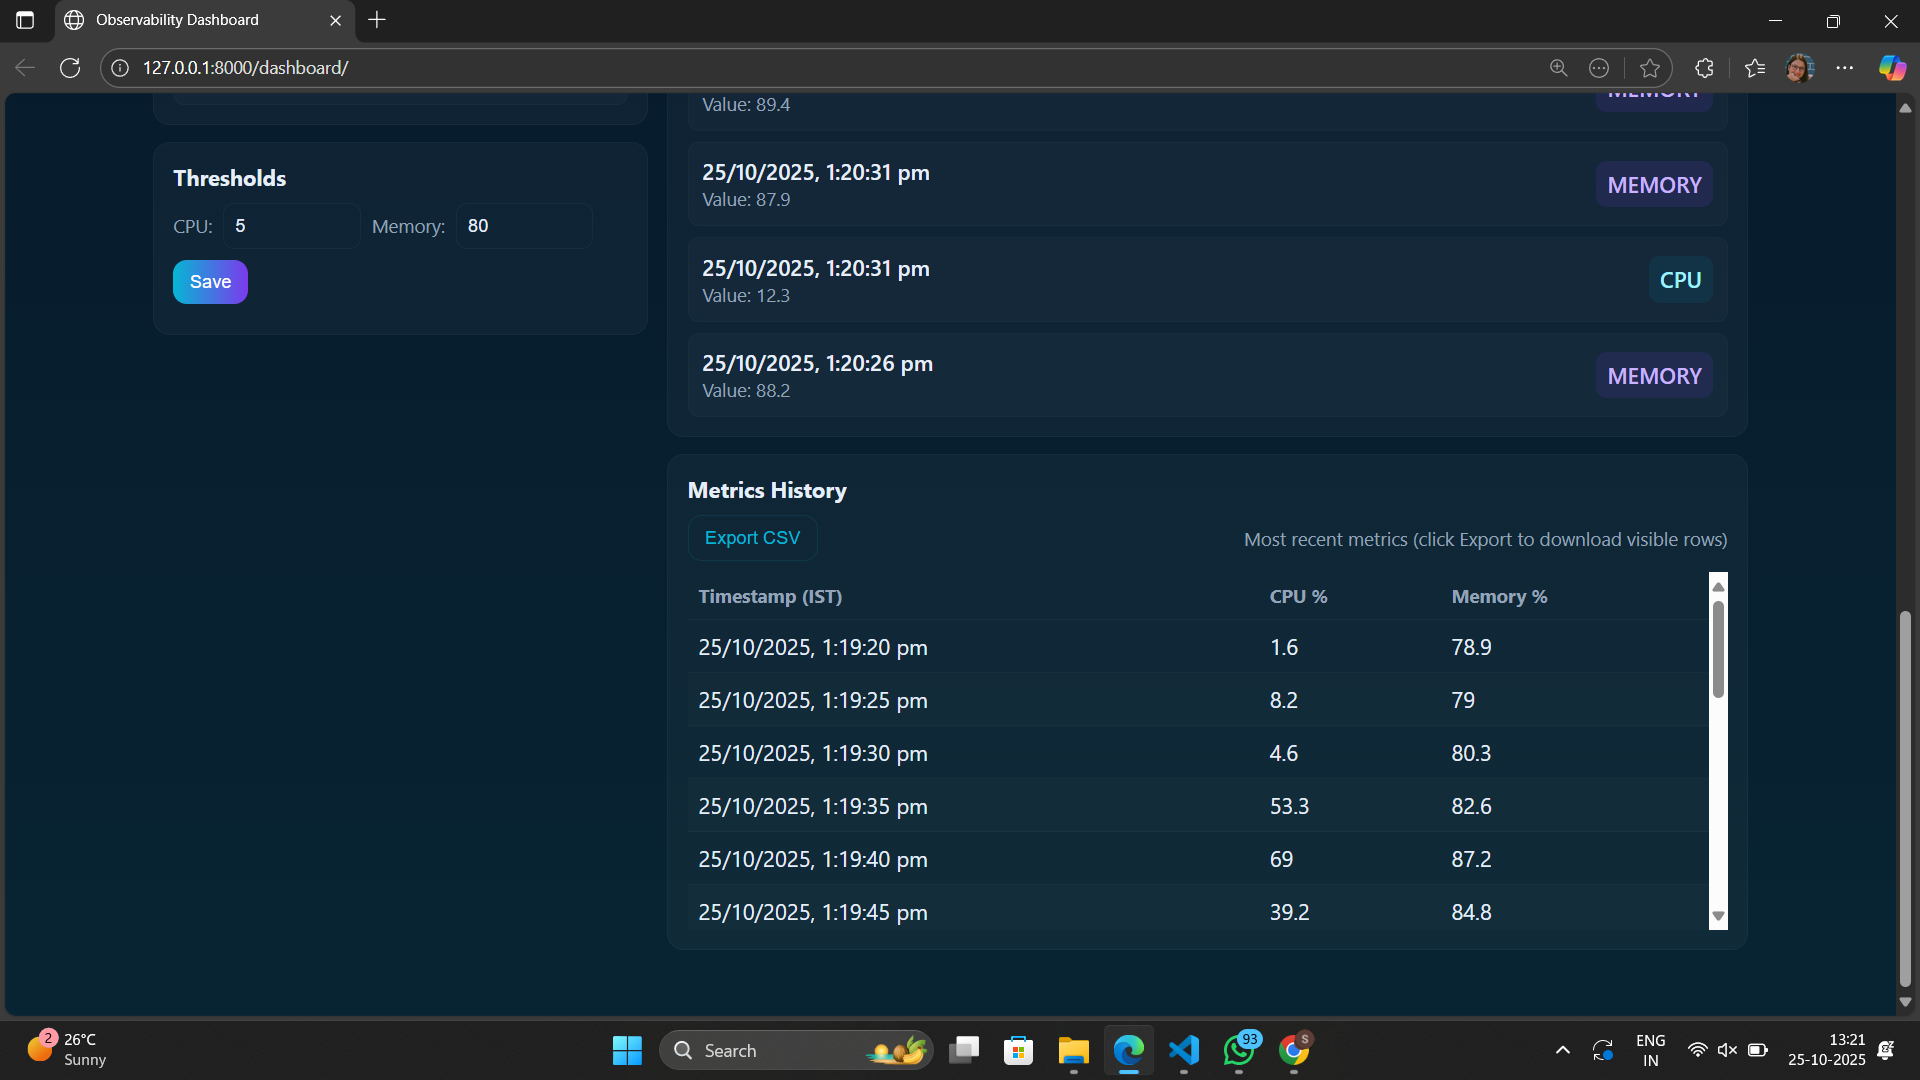 Observability Dashboard
127.0.0.1:8000/dashboard/
Thresholds
CPU: 5 Memory: 80
Save
Value: 89.4
MEMORY
25/10/2025, 1:20:31 pm
Value: 87.9
MEMORY
25/10/2025, 1:20:31 pm
Value: 12.3
CPU
25/10/2025, 1:20:26 pm
Value: 88.2
MEMORY
Metrics History
Export CSV
Most recent metrics (click Export to download visible rows)
Timestamp (IST) CPU % Memory %
25/10/2025, 1:19:20 pm 1.6 78.9
25/10/2025, 1:19:25 pm 8.2 79
25/10/2025, 1:19:30 pm 4.6 80.3
25/10/2025, 1:19:35 pm 53.3 82.6
25/10/2025, 1:19:40 pm 69 87.2
25/10/2025, 1:19:45 pm 39.2 84.8
2
26°C
Sunny
Search
93
S
ENG
IN
13:21
25-10-2025